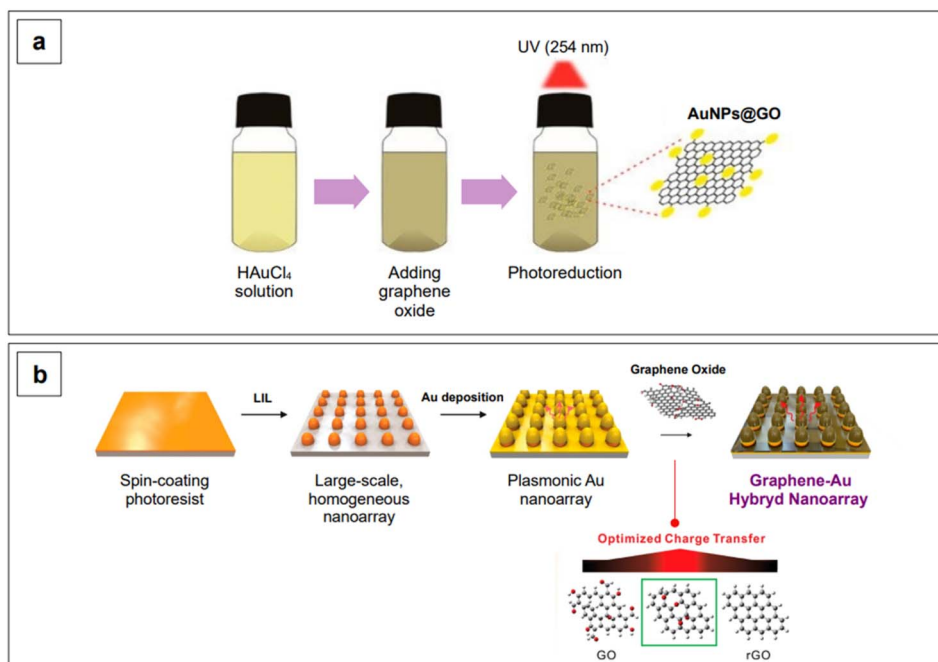 a
UV (254 nm)
AuNPs@GO
HAuCl₄
solution
Adding
graphene
oxide
Photoreduction
b
LIL
Au deposition
Graphene Oxide
Spin-coating
photoresist
Large-scale,
homogeneous
nanoarray
Plasmonic Au
nanoarray
Graphene-Au
Hybryd Nanoarray
Optimized Charge Transfer
GO
rGO